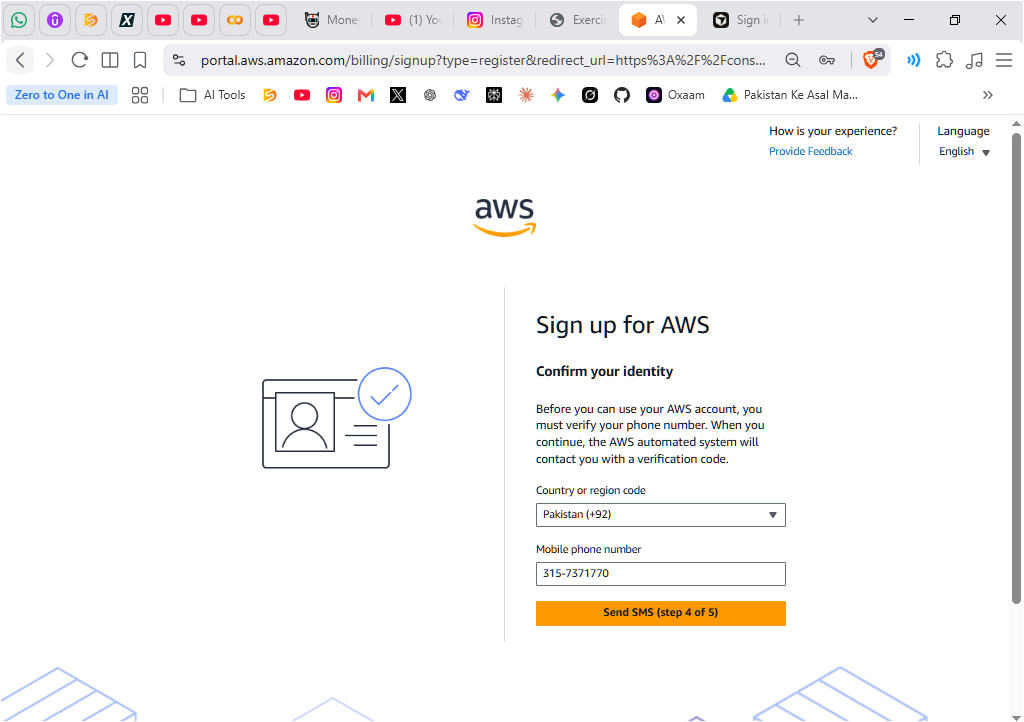 Money
(1) You
Instag
Exercis
AV
Sign in
portal.aws.amazon.com/billing/signup?type=register&redirect_url=https%3A%2F%2Fcons...
54
Zero to One in AI
AI Tools
Oxaam
Pakistan Ke Asal Ma...
How is your experience?
Provide Feedback
Language
English
aws
Sign up for AWS
Confirm your identity
Before you can use your AWS account, you
must verify your phone number. When you
continue, the AWS automated system will
contact you with a verification code.
Country or region code
Pakistan (+92)
Mobile phone number
315-7371770
Send SMS (step 4 of 5)